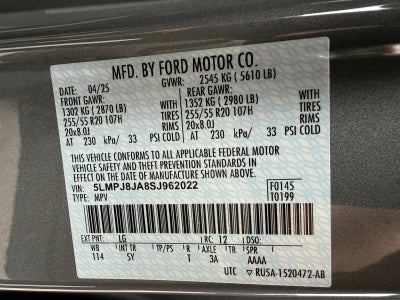 MFD. BY FORD MOTOR CO.
DATE: 04/25 GVWR: 2545 KG ( 5610 LB)
FRONT GAWR: REAR GAWR:
1302 KG ( 2870 LB) 1352 KG ( 2980 LB)
255/55 R20 107H TIRES 255/55 R20 107H TIRES
20x8.0J RIMS 20x8.0J RIMS
AT 230 kPa/ 33 PSI AT 230 kPa/ 33 PSI
THIS VEHICLE CONFORMS TO ALL APPLICABLE FEDERAL MOTOR
VEHICLE SAFETY AND THEFT PREVENTION STANDARDS IN EFFECT
ON THE DATE OF MANUFACTURE SHOWN ABOVE.
VIN: 5LMPJ8JA8SJ962022 F0145
TYPE: MPV T0199
EXT PNT: LG RC: 12 DSO:
WB INT TR TP/PS R AXLE TR SPR
114 SY T 3A AAAA
UTC RU5A-1520472-AB